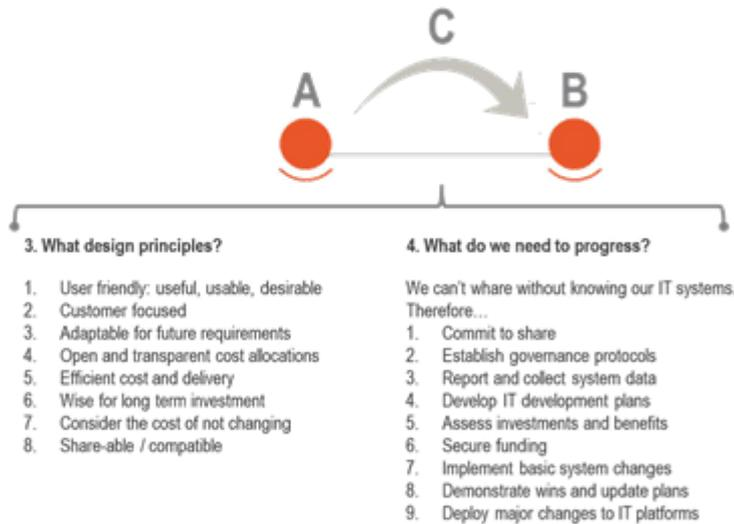 C
A
B
3. What design principles?
1. User friendly: useful, usable, desirable
2. Customer focused
3. Adaptable for future requirements
4. Open and transparent cost allocations
5. Efficient cost and delivery
6. Wise for long term investment
7. Consider the cost of not changing
8. Share-able / compatible
4. What do we need to progress?
We can't whare without knowing our IT systems
Therefore...
1. Commit to share
2. Establish governance protocols
3. Report and collect system data
4. Develop IT development plans
5. Assess investments and benefits
6. Secure funding
7. Implement basic system changes
8. Demonstrate wins and update plans
9. Deploy major changes to IT platforms